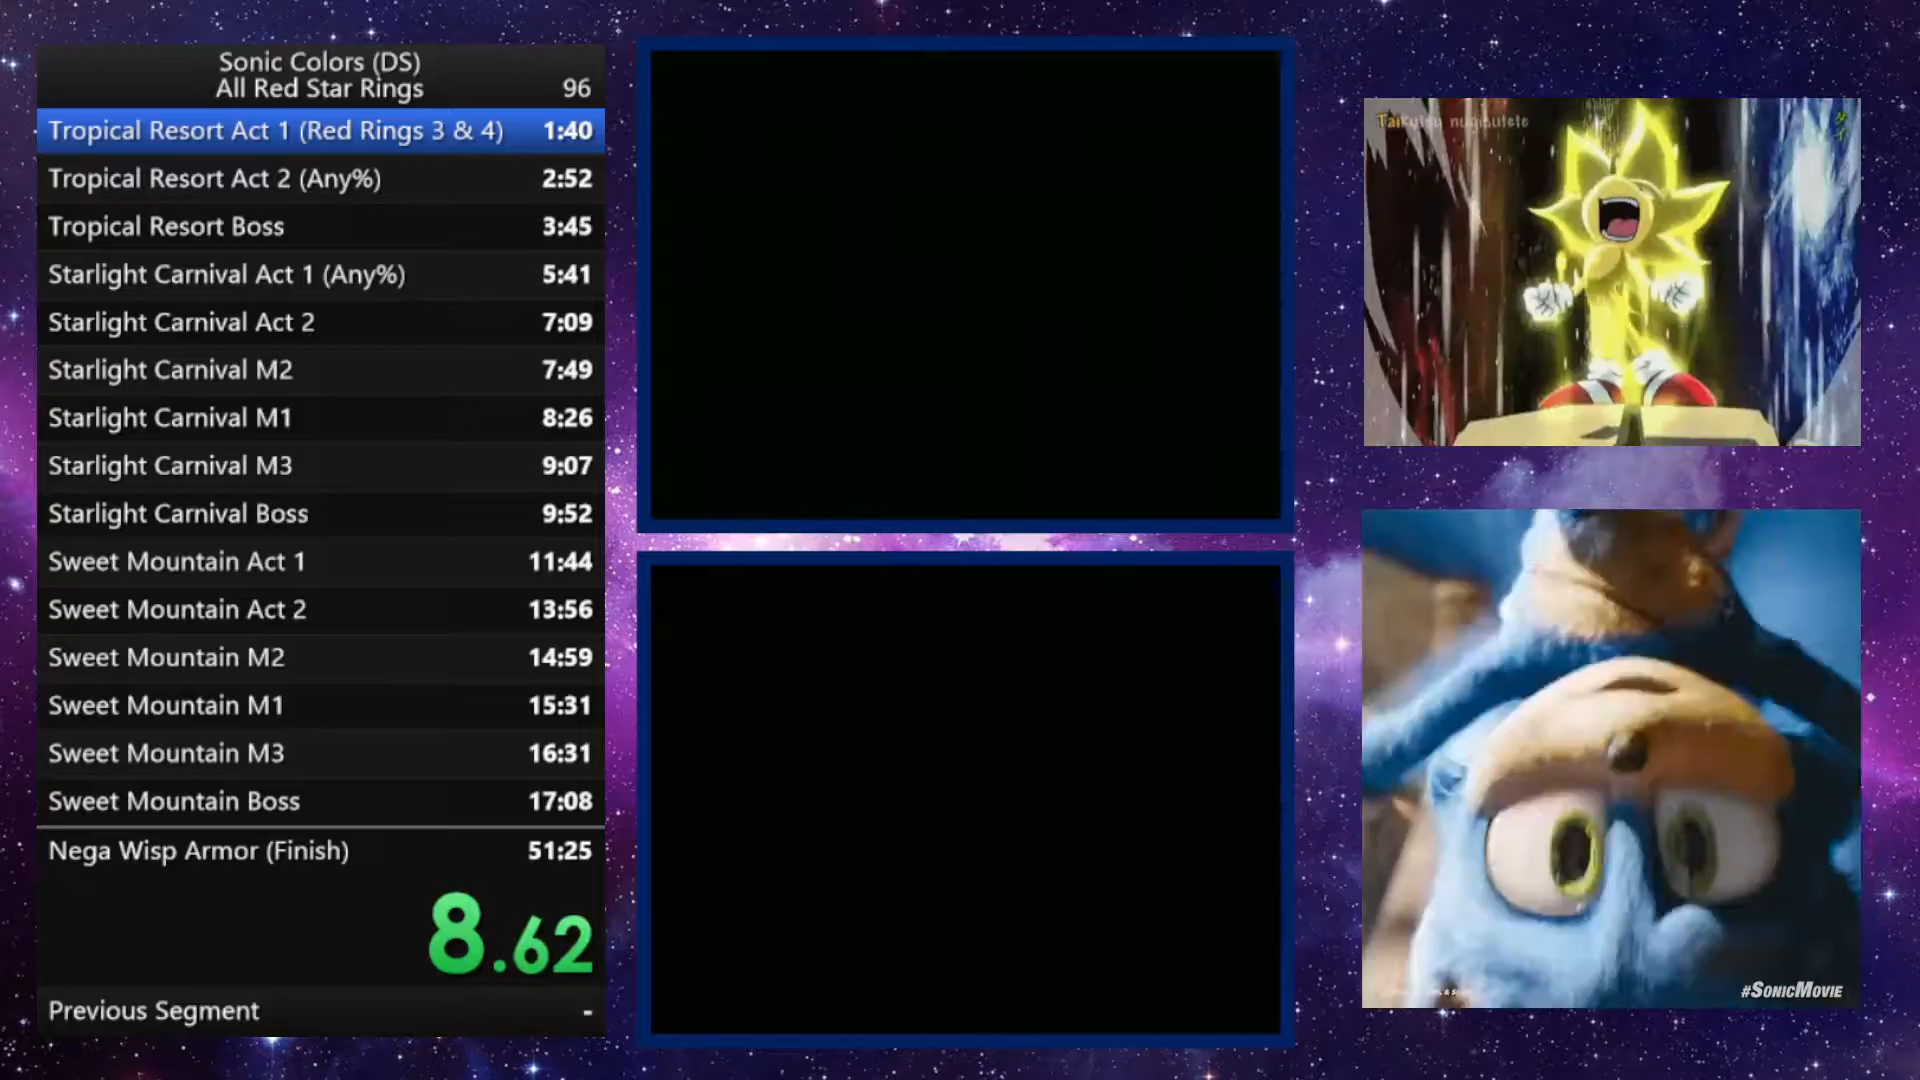 Sonic Colors (DS)
All Red Star Rings 96
Tropical Resort Act 1 (Red Rings 3 & 4) 1:40
Tropical Resort Act 2 (Any%) 2:52
Tropical Resort Boss 3:45
Starlight Carnival Act 1 (Any%) 5:41
Starlight Carnival Act 2 7:09
Starlight Carnival M2 7:49
Starlight Carnival M1 8:26
Starlight Carnival M3 9:07
Starlight Carnival Boss 9:52
Sweet Mountain Act 1 11:44
Sweet Mountain Act 2 13:56
Sweet Mountain M2 14:59
Sweet Mountain M1 15:31
Sweet Mountain M3 16:31
Sweet Mountain Boss 17:08
Nega Wisp Armor (Finish) 51:25
8.62
Previous Segment -
#SONICMOVIE